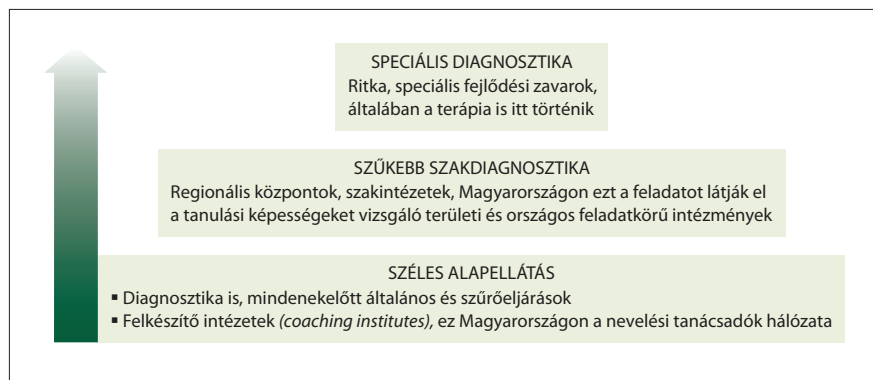 SPECIÁLIS DIAGNOSZTIKA
Ritka, speciális fejlődési zavarok,
általában a terápia is itt történik
SZŰKEBB SZAKDIAGNOSZTIKA
Regionális központok, szakintézetek, Magyarországon ezt a feladatot látják el
a tanulási képességeket vizsgáló területi és országos feladatkörű intézmények
SZÉLES ALAPELLÁTÁS
▪ Diagnosztika is, mindenekelőtt általános és szűrőeljárások
▪ Felkészítő intézetek (coaching institutes), ez Magyarországon a nevelési tanácsadók hálózata